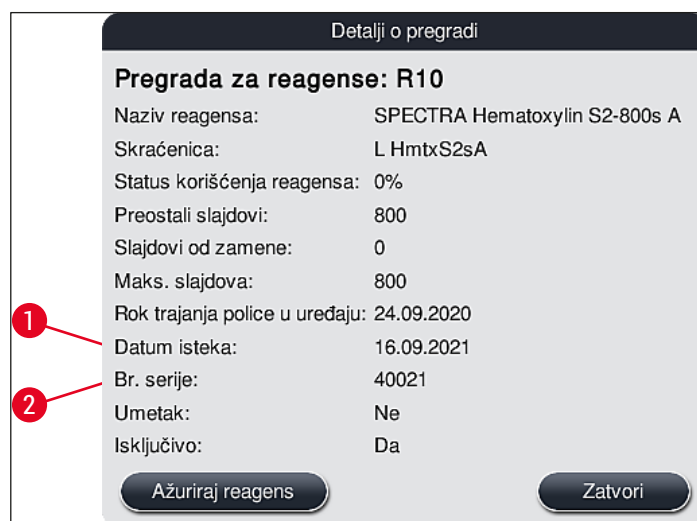 Detalji o pregradi
Pregrada za reagense: R10
Naziv reagensa: SPECTRA Hematoxylin S2-800s A
Skraćenica: L HmtxS2sA
Status korišćenja reagensa: 0%
Preostali slajdovi: 800
Slajdovi od zamene: 0
Maks. slajdova: 800
Rok trajanja police u uređaju: 24.09.2020
1 Datum isteka: 16.09.2021
2 Br. serije: 40021
Umetak: Ne
Isključivo: Da
Ažuriraj reagens Zatvori